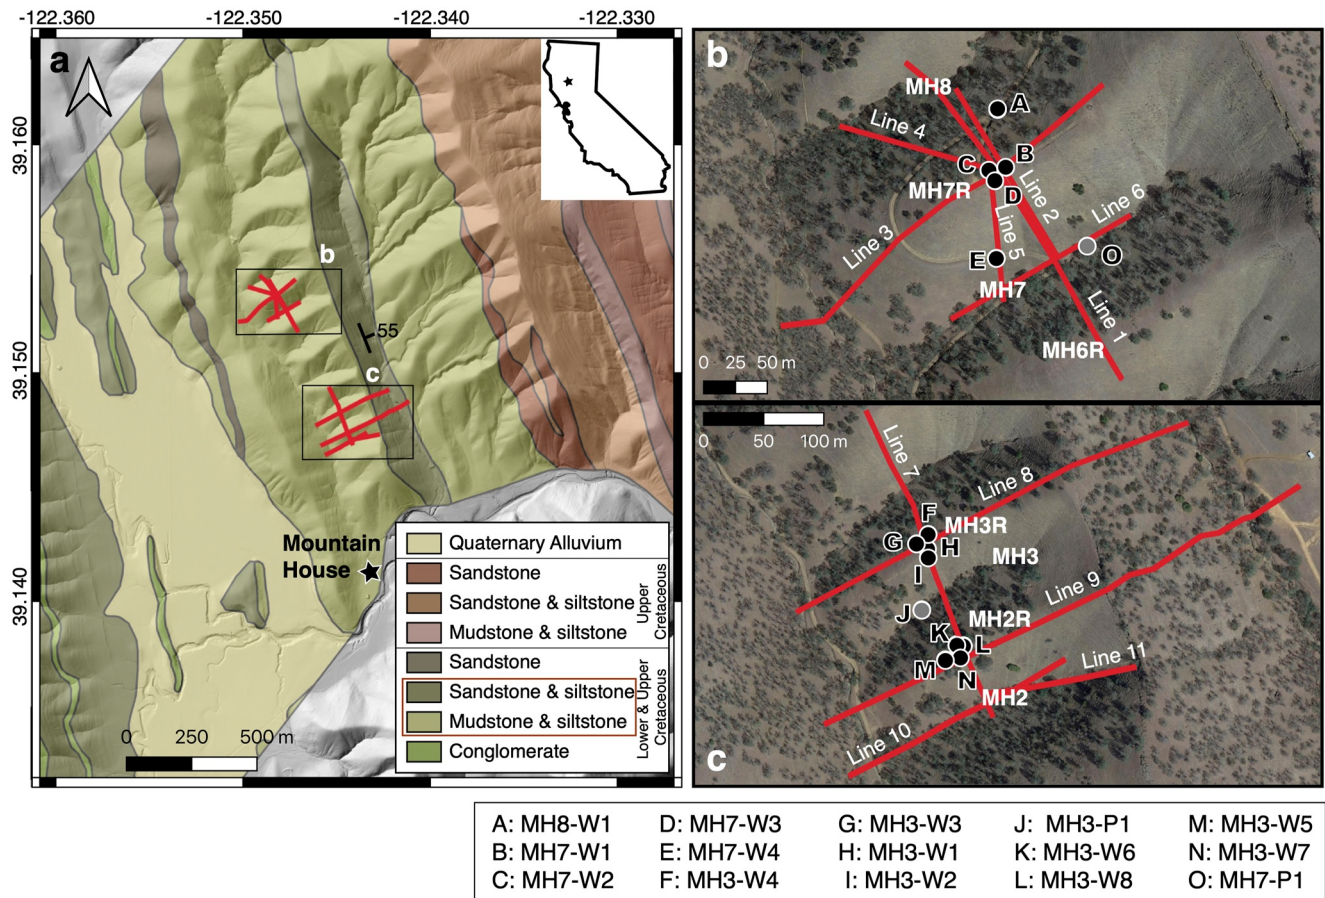 -122.360
-122.350
-122.340
-122.330
39.160
39.150
39.140
a
b
55
c
Mountain
House
0 250 500 m
Quaternary Alluvium
Sandstone
Sandstone & siltstone
Mudstone & siltstone
Upper
Cretaceous
Sandstone
Sandstone & siltstone
Mudstone & siltstone
Conglomerate
Lower & Upper
Cretaceous
b
MH8
A
Line 4
C
B
MH7R
D
Line 2
Line 6
Line 3
Line 5
E
O
MH7
Line 1
MH6R
0 25 50 m
0 50 100 m
Line 7
Line 8
F
MH3R
G
H
MH3
I
J
Line 9
MH2R
K
L
M
N
Line 11
MH2
Line 10
c
A: MH8-W1 D: MH7-W3 G: MH3-W3 J: MH3-P1 M: MH3-W5
B: MH7-W1 E: MH7-W4 H: MH3-W1 K: MH3-W6 N: MH3-W7
C: MH7-W2 F: MH3-W4 I: MH3-W2 L: MH3-W8 O: MH7-P1